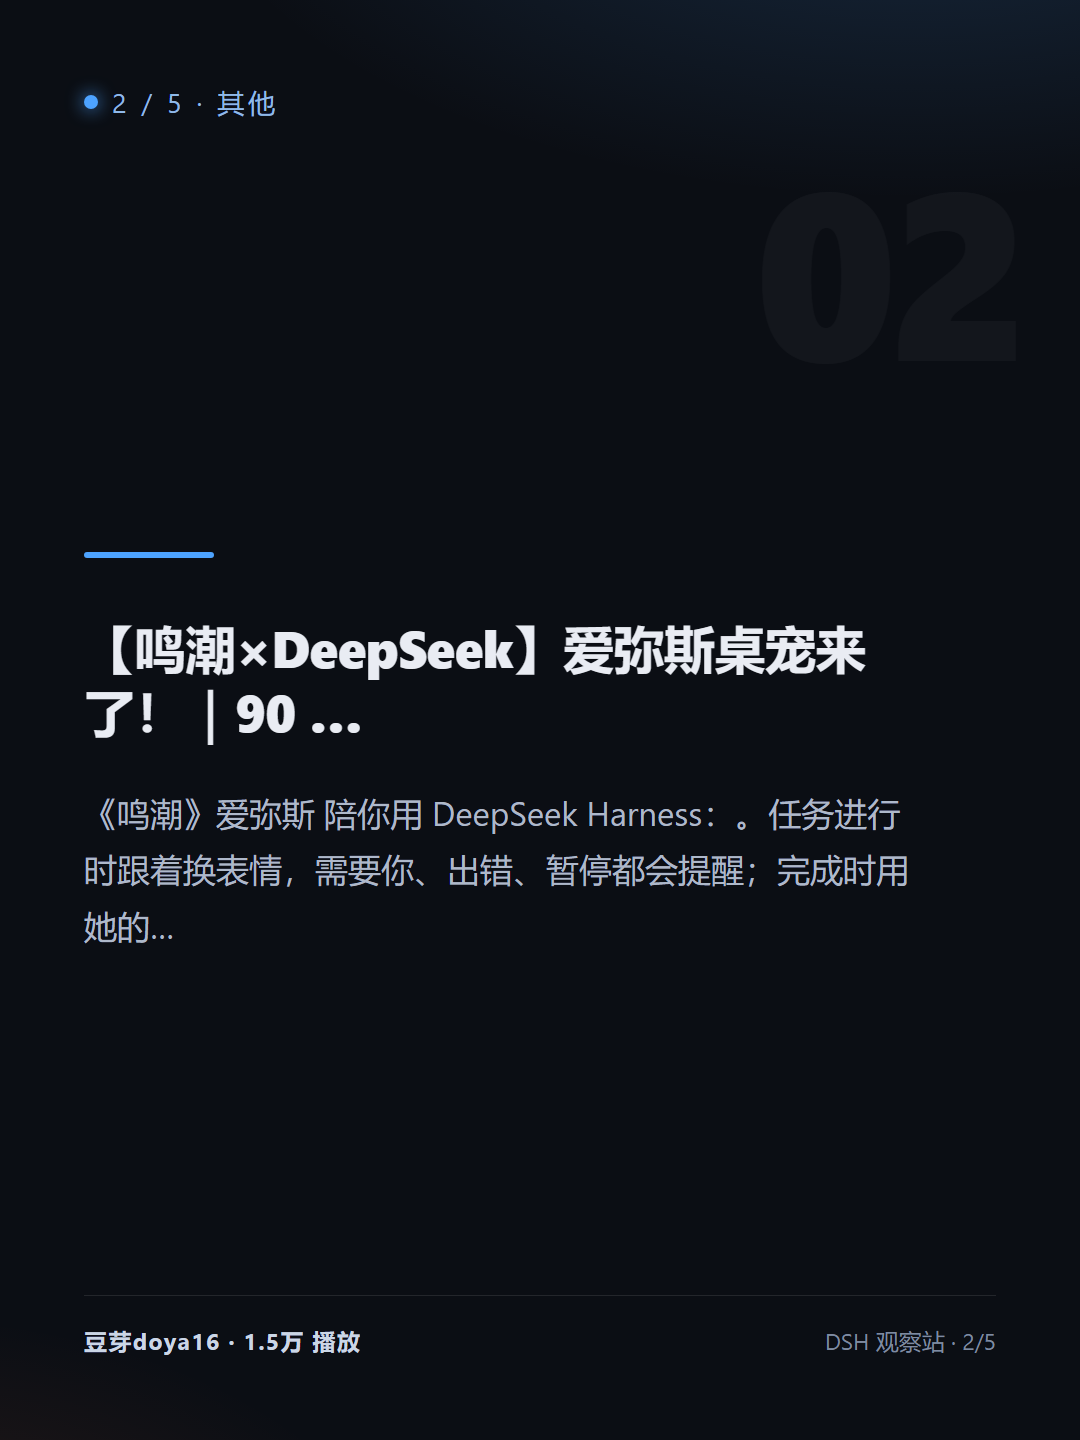 2 / 5 · 其他
02
【鸣潮×DeepSeek】爱弥斯桌宠来
了！｜90 ...
《鸣潮》爱弥斯 陪你用 DeepSeek Harness：。任务进行
时跟着换表情，需要你、出错、暂停都会提醒；完成时用
她的...
豆芽doya16 · 1.5万 播放
DSH 观察站 · 2/5